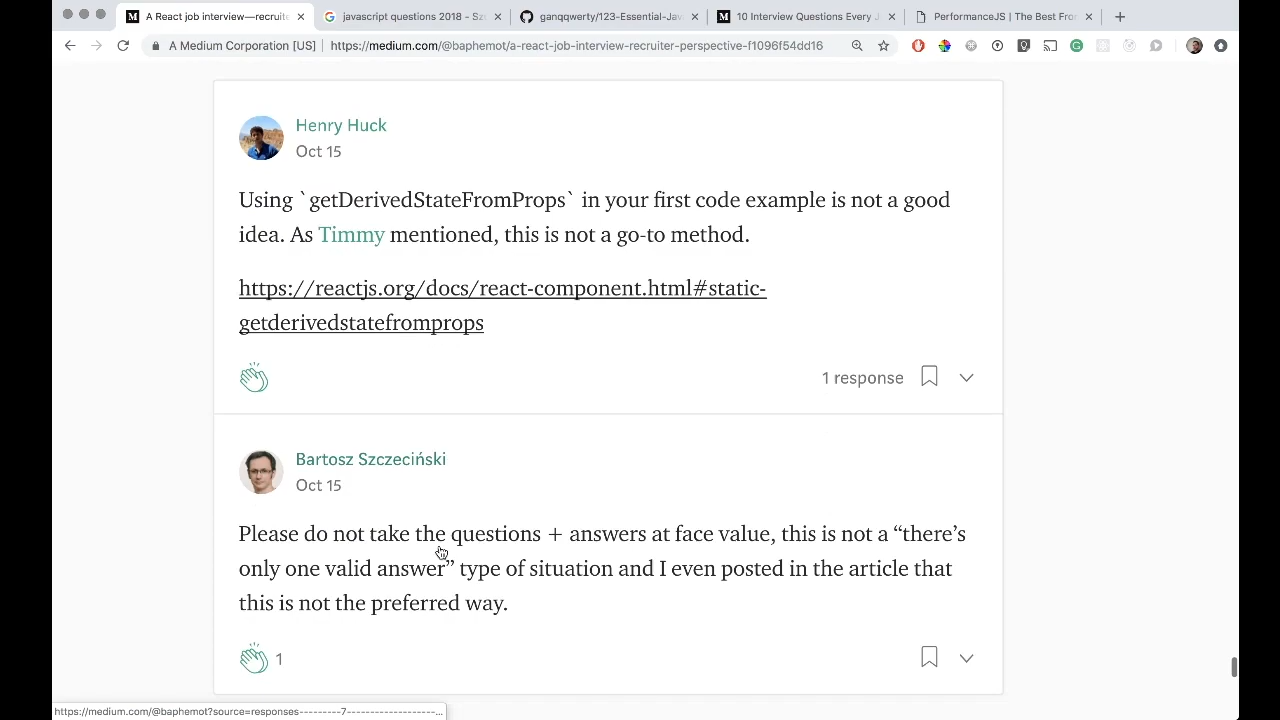 A React job interview—recruite
javascript questions 2018 - Sz
ganqqwerty/123-Essential-Jav
10 Interview Questions Every J
PerformanceJS | The Best Fron
A Medium Corporation [US]
https://medium.com/@baphemot/a-react-job-interview-recruiter-perspective-f1096f54dd16
Henry Huck
Oct 15
Using `getDerivedStateFromProps` in your first code example is not a good
idea. As Timmy mentioned, this is not a go-to method.
https://reactjs.org/docs/react-component.html#static-
getderivedstatefromprops
1 response
Bartosz Szczeciński
Oct 15
Please do not take the questions + answers at face value, this is not a “there’s
only one valid answer” type of situation and I even posted in the article that
this is not the preferred way.
1
https://medium.com/@baphemot?source=responses---------7-------------------...